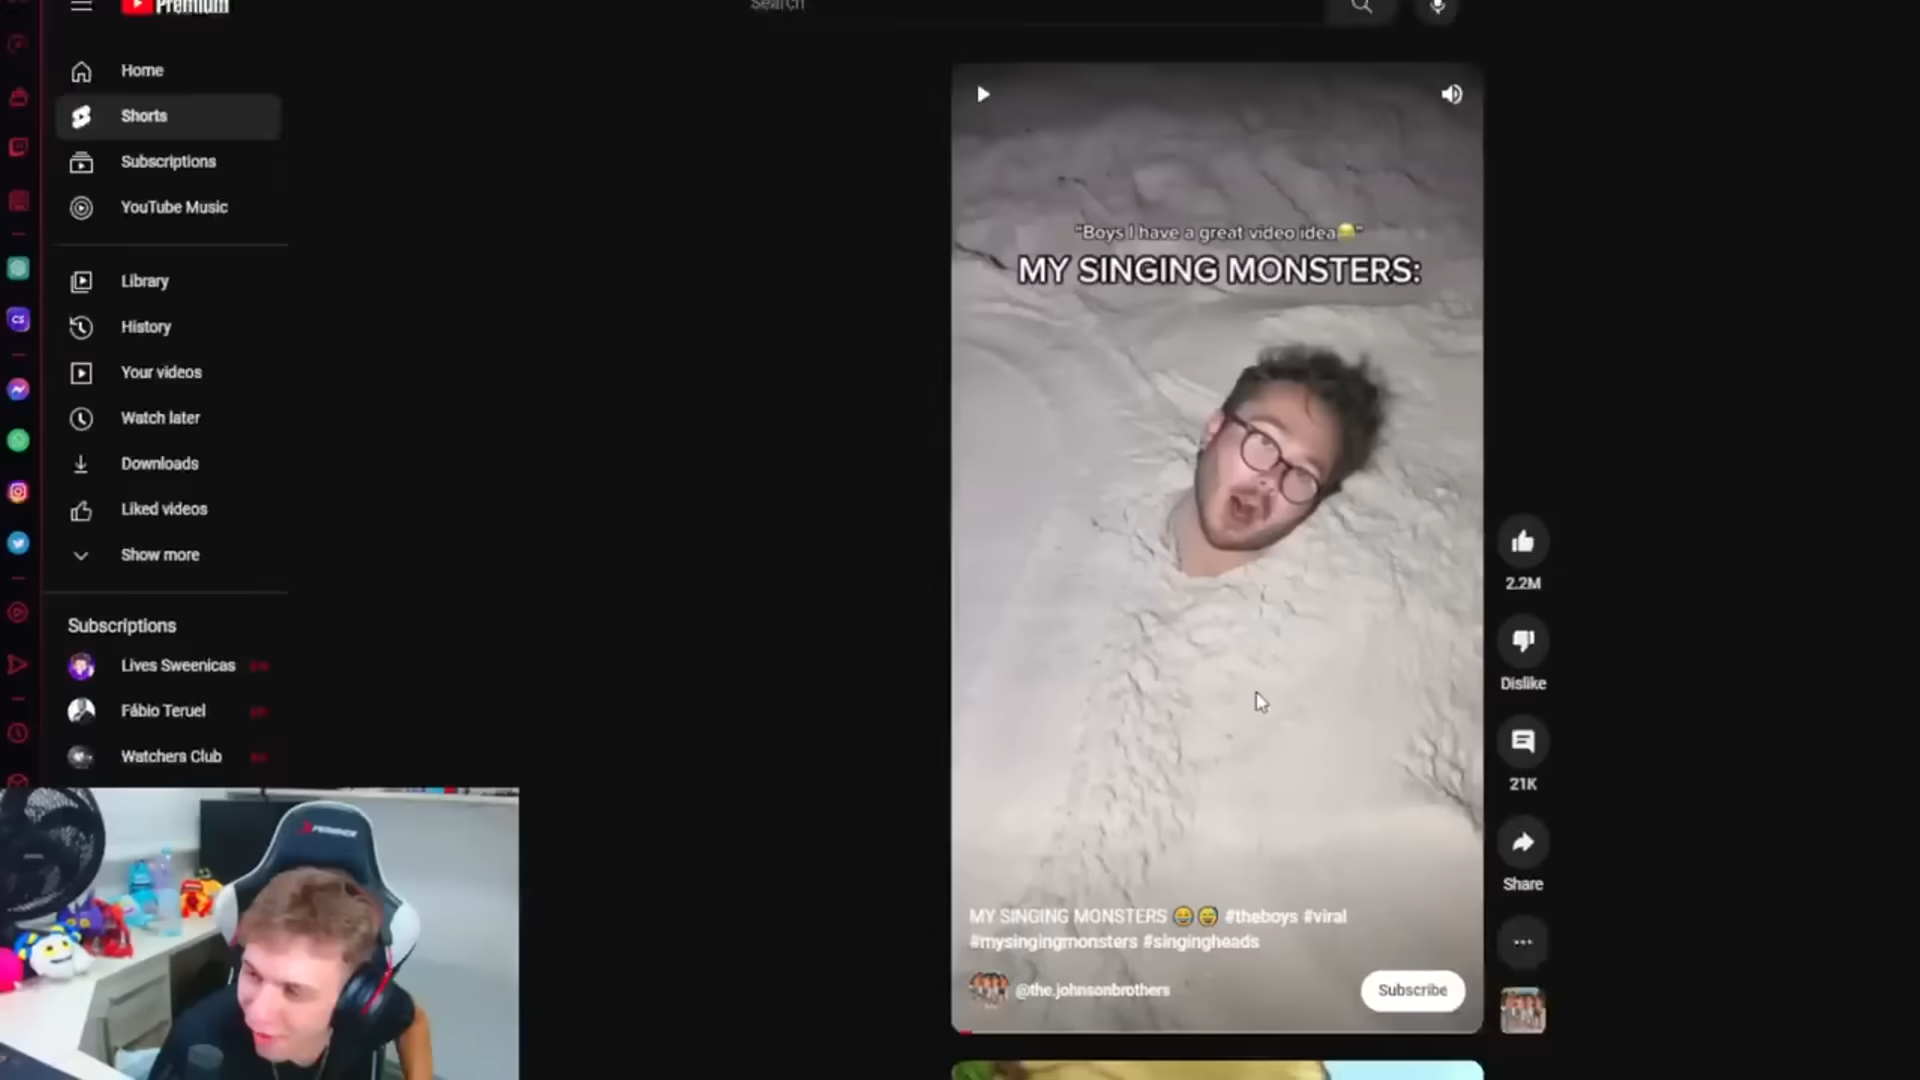 Premium
Search
Home
Shorts
Subscriptions
YouTube Music
Library
History
Your videos
Watch later
Downloads
Liked videos
Show more
Subscriptions
Lives Sweenicas
Fábio Teruel
Watchers Club
CS
"Boys I have a great video idea😂"
MY SINGING MONSTERS:
2.2M
Dislike
21K
Share
MY SINGING MONSTERS 😂😅 #theboys #viral
#mysingingmonsters #singingheads
@the.johnsonbrothers
Subscribe